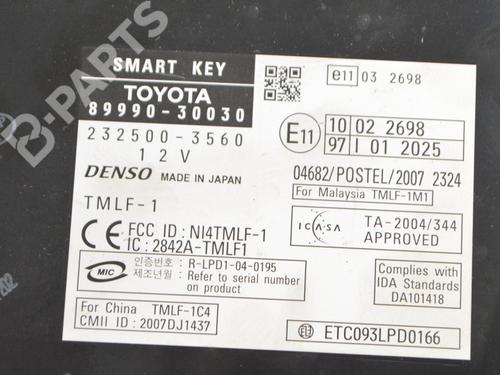 B-PARTS
SMART KEY
TOYOTA
89990-30030
232500-3560
12V
DENSO MADE IN JAPAN
TMLF-1
CE FCC ID : NI4TMLF-1
IC : 2842A-TMLF1
MIC 인증번호 : R-LPD1-04-0195
제조년월 : Refer to serial number
on product
For China TMLF-1C4
CMII ID : 2007DJ1437
e11 03 2698
E11 10 02 2698
97 I 01 2025
04682/POSTEL/2007 2324
For Malaysia TMLF-1M1
ICASA TA-2004/344
APPROVED
Complies with
IDA Standards
DA101418
ETC093LPD0166